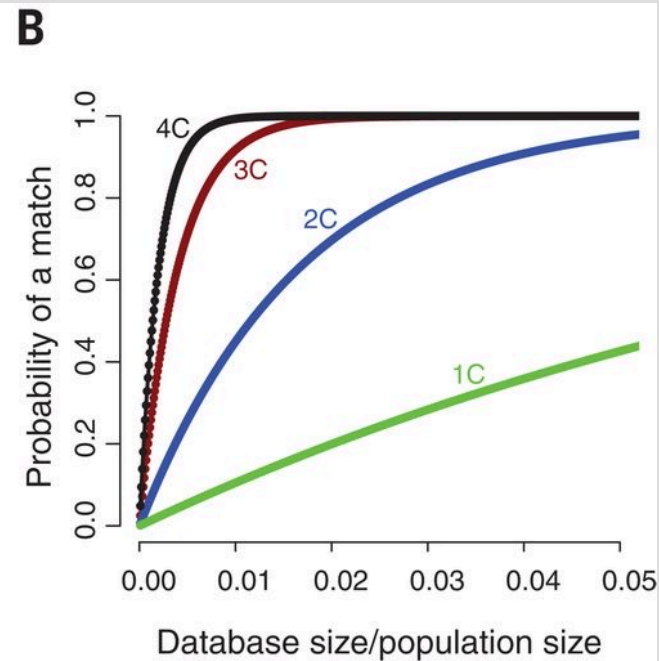 B
1.0
0.8
0.6
0.4
0.2
0.0
Probability of a match
4C
3C
2C
1C
0.00 0.01 0.02 0.03 0.04 0.05
Database size/population size